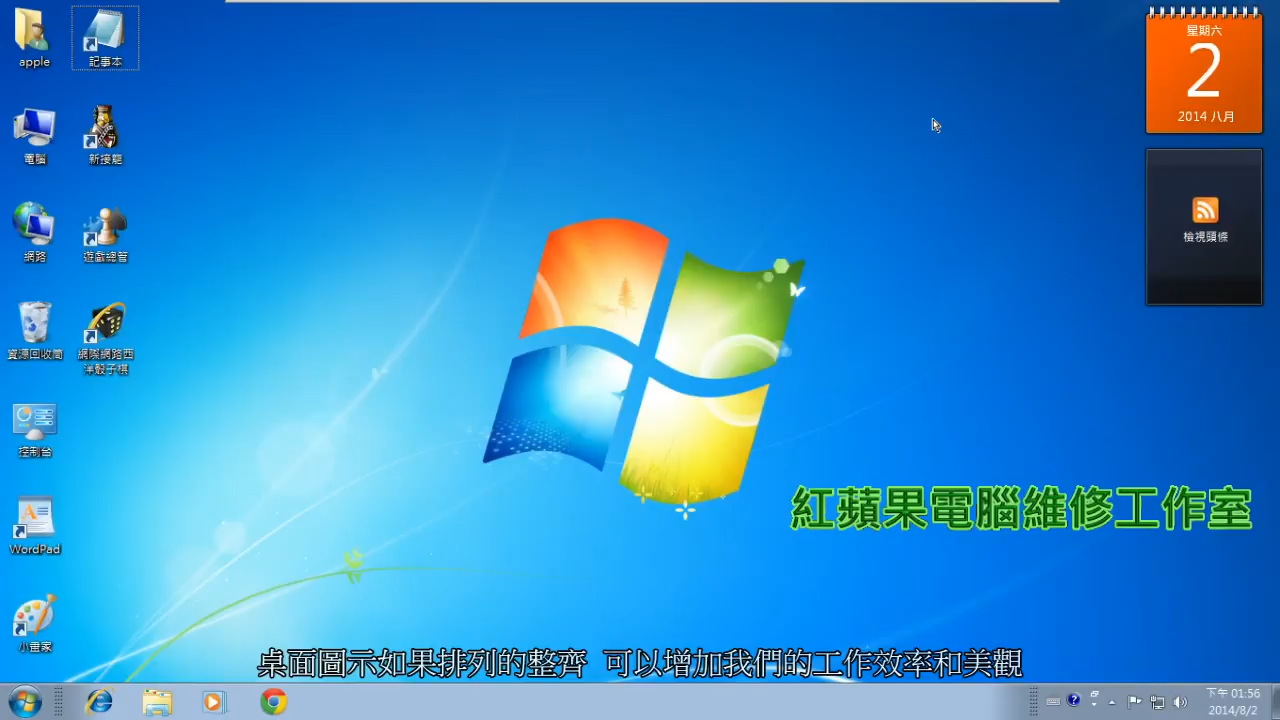 apple
記事本
電腦
新接龍
網路
遊戲總管
資源回收筒
網際網路西
洋骰子棋
控制台
WordPad
小畫家
星期六
2
2014 八月
檢視頭條
紅蘋果電腦維修工作室
桌面圖示如果排列的整齊 可以增加我們的工作效率和美觀
下午 01:56
2014/8/2